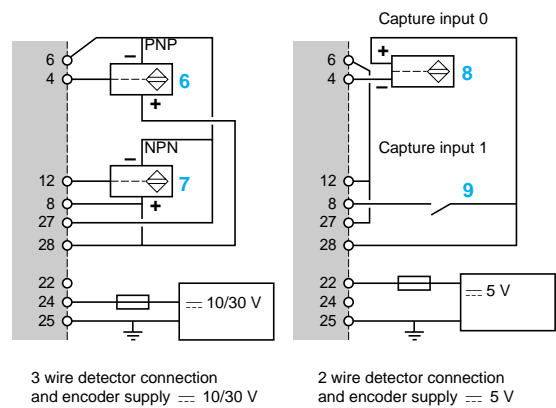 PNP
6
4
–
6
+
NPN
–
12
8
27
28
7
+
22
24
25
10/30 V
3 wire detector connection
and encoder supply ⎓ 10/30 V
Capture input 0
6
4
+
–
8
Capture input 1
12
8
27
28
9
22
24
25
⎓ 5 V
2 wire detector connection
and encoder supply ⎓ 5 V